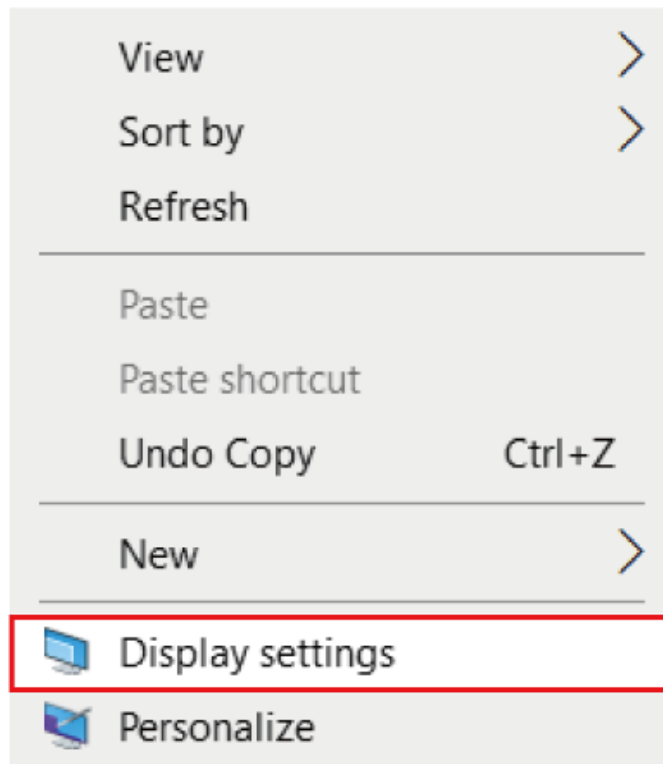 View
Sort by
Refresh
Paste
Paste shortcut
Undo Copy Ctrl+Z
New
Display settings
Personalize